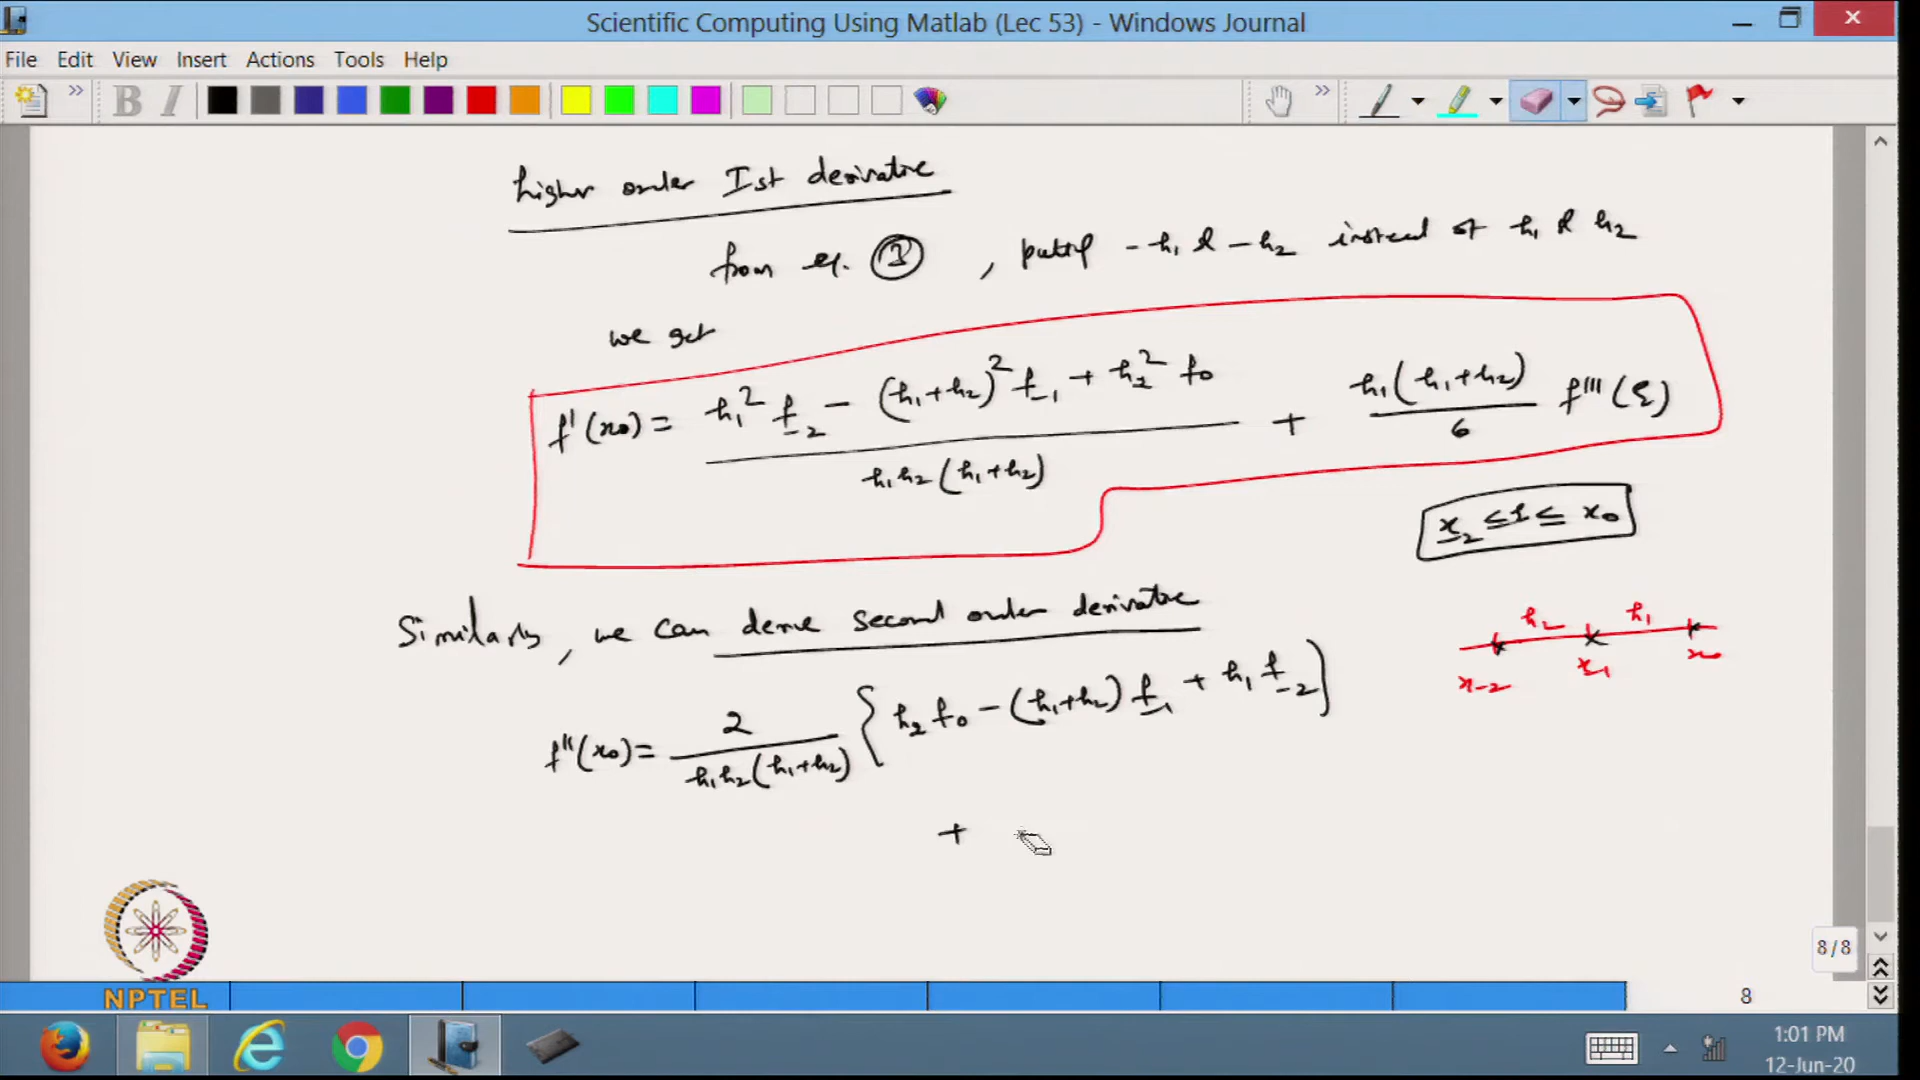 Scientific Computing Using Matlab (Lec 53) - Windows Journal
File Edit View Insert Actions Tools Help
B I
higher order Ist derivative
from eq. ③ , putting -h₁ & -h₂ instead of h₁ & h₂
we get
f'(x₀) = (h₁² f₋₂ - (h₁+h₂)² f₋₁ + h₂² f₀) / (h₁h₂(h₁+h₂)) + (h₁(h₁+h₂) / 6) f'''(ξ)
x₋₂ ≤ ξ ≤ x₀
Similarly, we can derive second order derivative
h₂ h₁
x₋₂ x₋₁ x₀
f''(x₀) = 2 / (h₁h₂(h₁+h₂)) { h₂ f₀ - (h₁+h₂) f₋₁ + h₁ f₋₂ }
+
8 / 8
NPTEL
8
1:01 PM
12-Jun-20